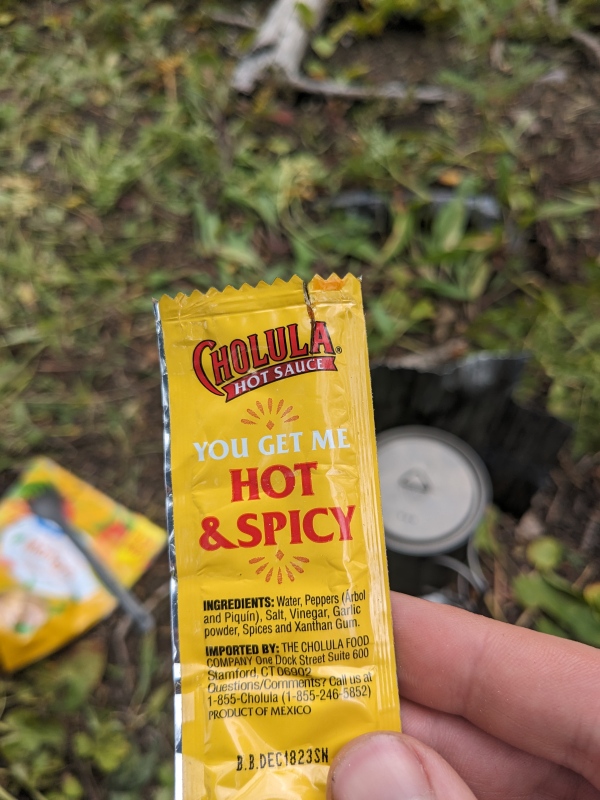 CHOLULA®
HOT SAUCE
YOU GET ME
HOT
&SPICY
INGREDIENTS: Water, Peppers (Arbol
and Piquín), Salt, Vinegar, Garlic
powder, Spices and Xanthan Gum.
IMPORTED BY: THE CHOLULA FOOD
COMPANY One Dock Street Suite 600
Stamford, CT 06902
Questions/Comments? Call us at
1-855-Cholula (1-855-246-5852)
PRODUCT OF MEXICO
B.B.DEC1823SN